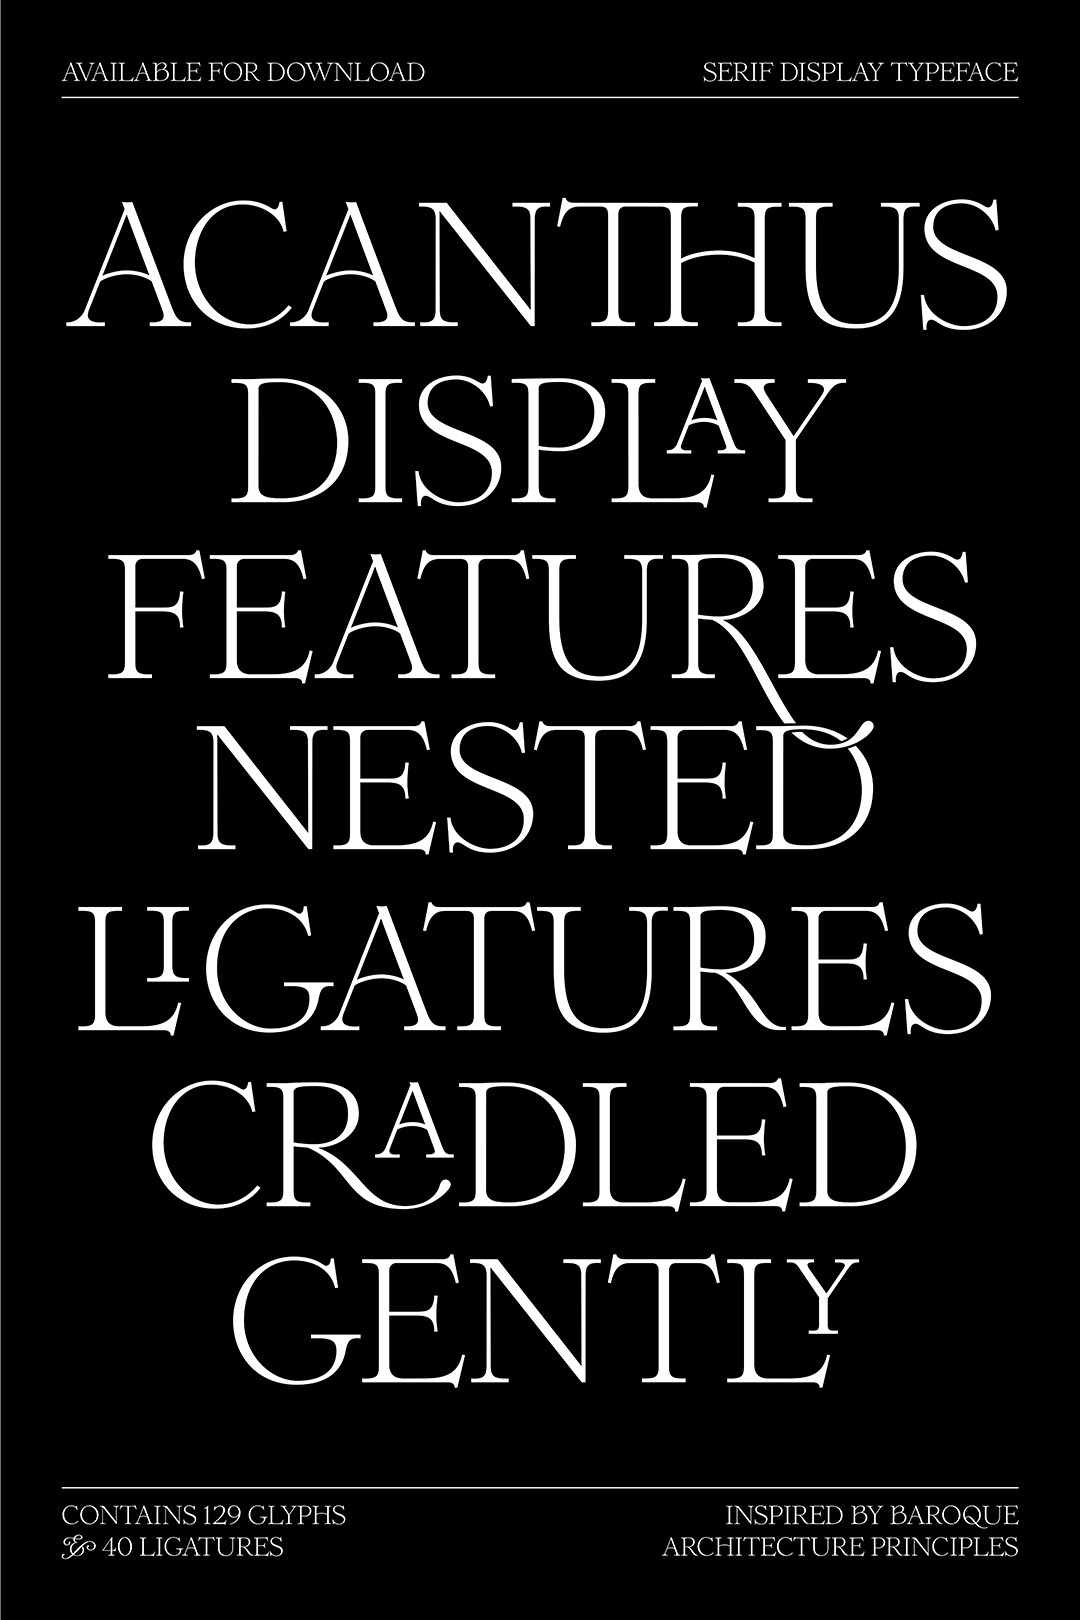 AVAILABLE FOR DOWNLOAD
SERIF DISPLAY TYPEFACE
ACANTHUS
DISPLAY
FEATURES
NESTED
LIGATURES
CRADLED
GENTLY
CONTAINS 129 GLYPHS
& 40 LIGATURES
INSPIRED BY BAROQUE
ARCHITECTURE PRINCIPLES